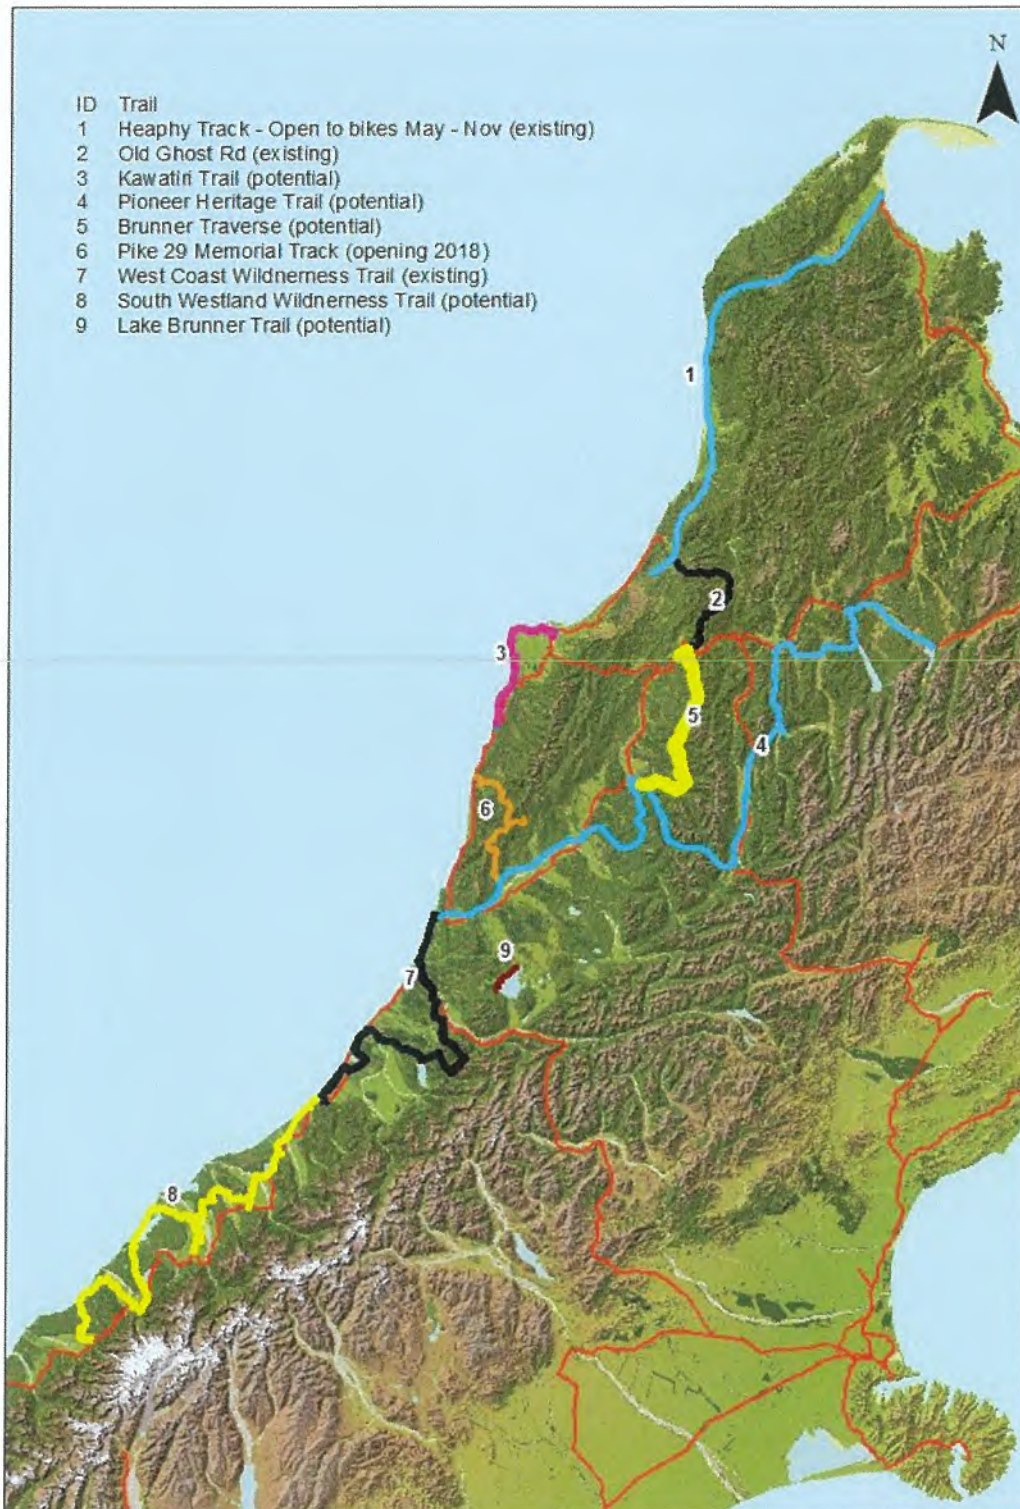 N
ID Trail
1 Heaphy Track - Open to bikes May - Nov (existing)
2 Old Ghost Rd (existing)
3 Kawatiri Trail (potential)
4 Pioneer Heritage Trail (potential)
5 Brunner Traverse (potential)
6 Pike 29 Memorial Track (opening 2018)
7 West Coast Wildnerness Trail (existing)
8 South Westland Wildnerness Trail (potential)
9 Lake Brunner Trail (potential)
1
2
3
5
4
6
9
7
8